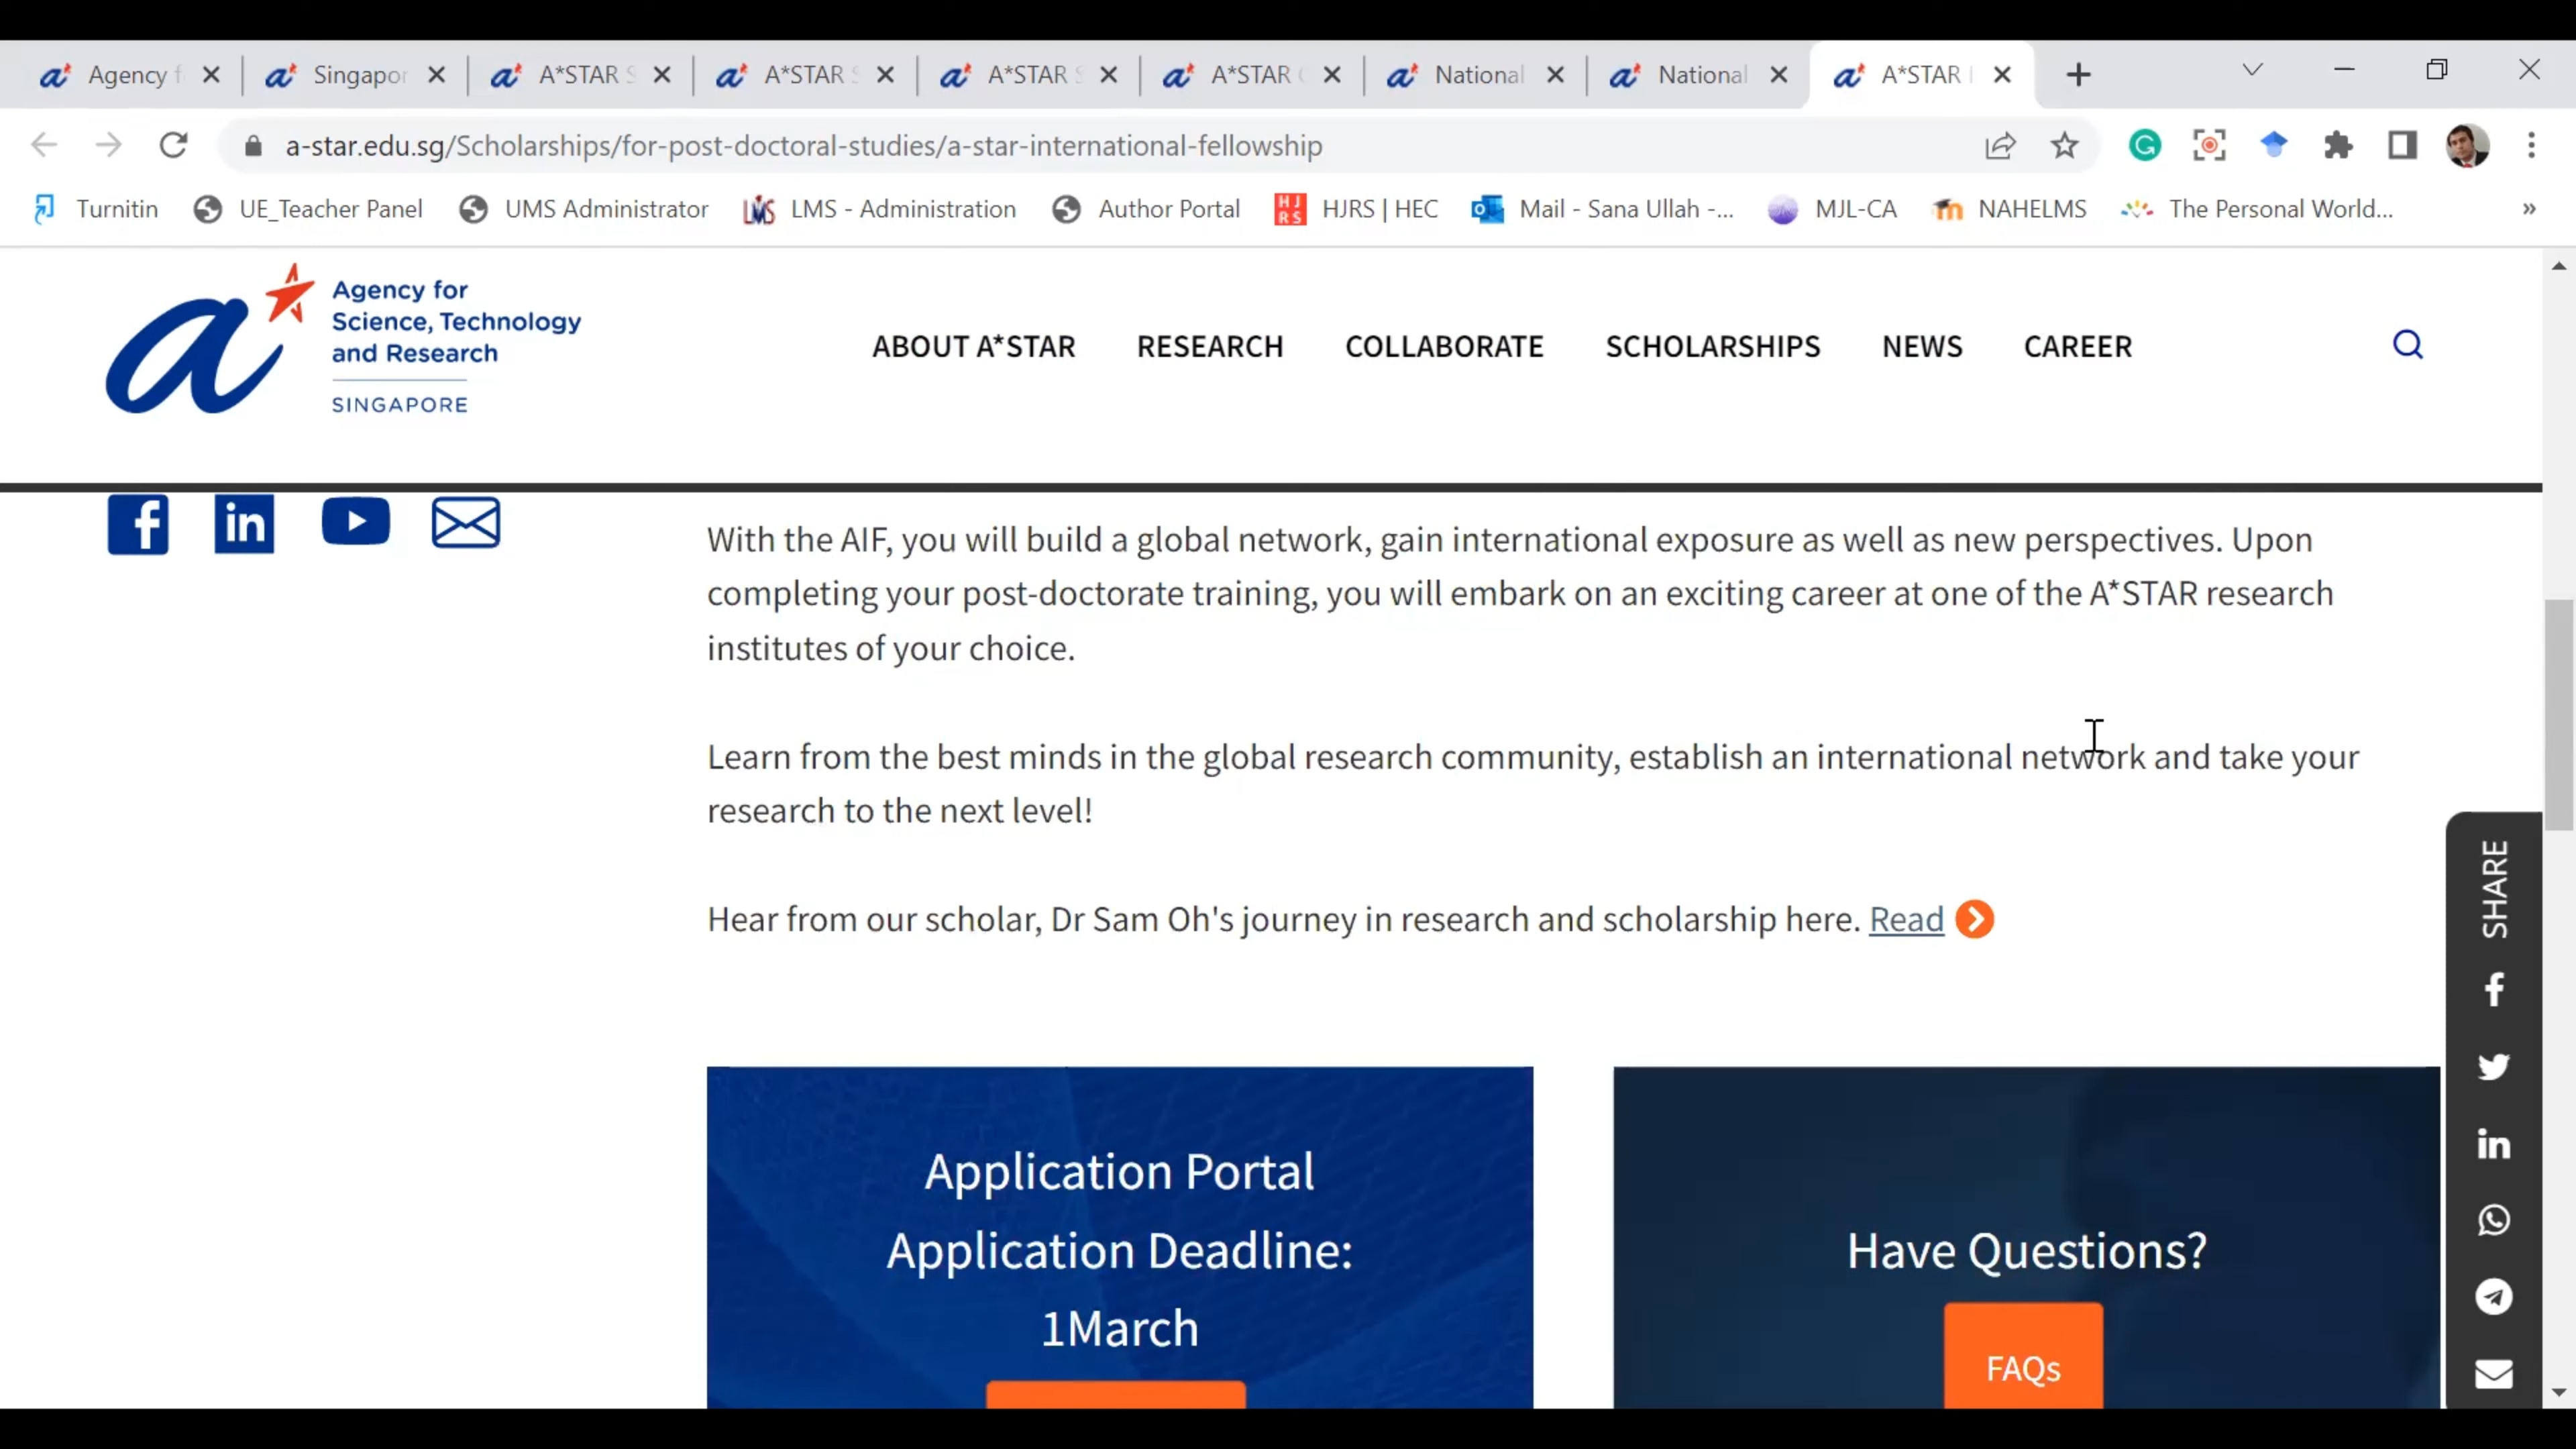 Agency f
Singapor
A*STAR S
A*STAR S
A*STAR S
A*STAR
National
National
A*STAR
a-star.edu.sg/Scholarships/for-post-doctoral-studies/a-star-international-fellowship
Turnitin
UE_Teacher Panel
UMS Administrator
LMS - Administration
Author Portal
HJRS | HEC
Mail - Sana Ullah -...
MJL-CA
NAHELMS
The Personal World...
Agency for
Science, Technology
and Research
SINGAPORE
ABOUT A*STAR
RESEARCH
COLLABORATE
SCHOLARSHIPS
NEWS
CAREER
With the AIF, you will build a global network, gain international exposure as well as new perspectives. Upon
completing your post-doctorate training, you will embark on an exciting career at one of the A*STAR research
institutes of your choice.
Learn from the best minds in the global research community, establish an international network and take your
research to the next level!
Hear from our scholar, Dr Sam Oh's journey in research and scholarship here. Read
SHARE
Application Portal
Application Deadline:
1March
Have Questions?
FAQs